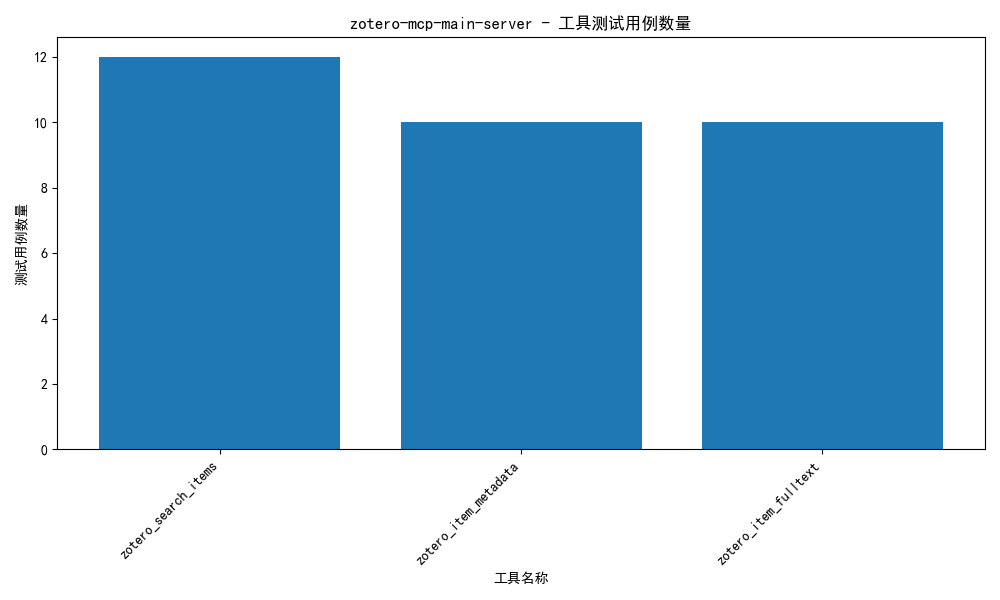 zotero-mcp-main-server - 工具测试用例数量
测试用例数量
12
10
8
6
4
2
0
zotero_search_items
zotero_item_metadata
zotero_item_fulltext
工具名称